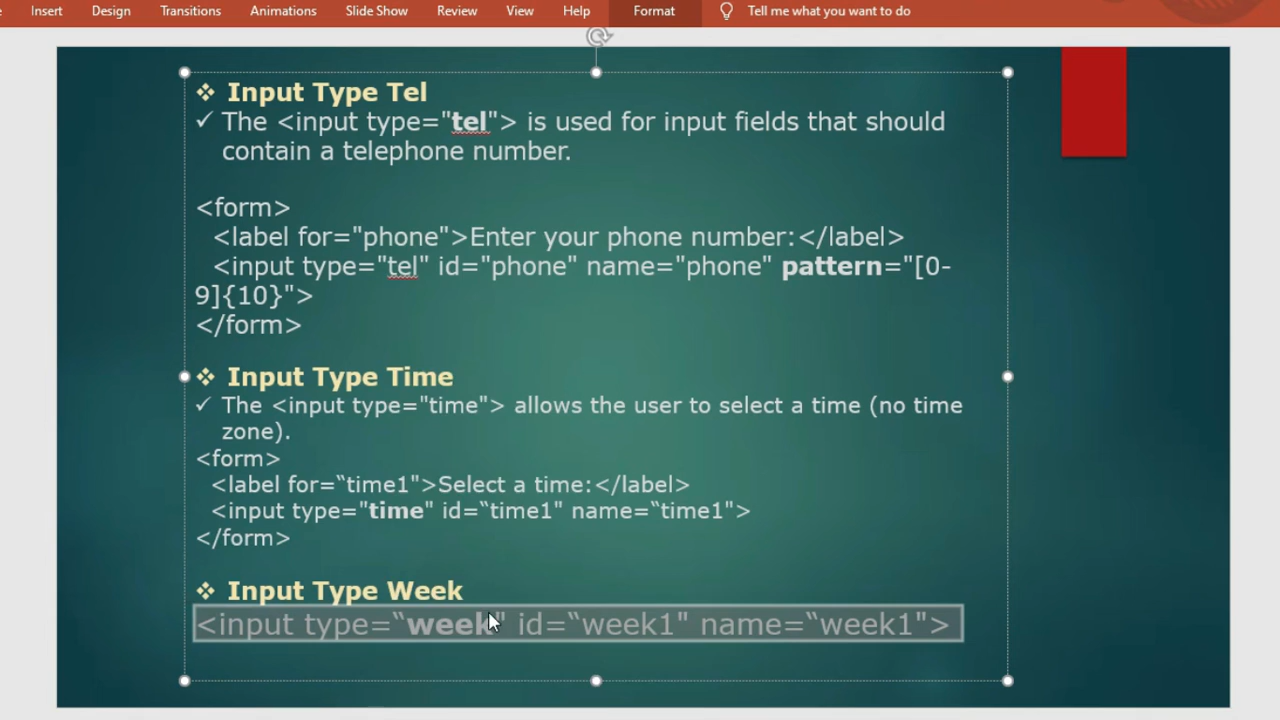 Insert Design Transitions Animations Slide Show Review View Help Format Tell me what you want to do
❖ Input Type Tel
✓ The <input type="tel"> is used for input fields that should
contain a telephone number.
<form>
<label for="phone">Enter your phone number:</label>
<input type="tel" id="phone" name="phone" pattern="[0-
9]{10}">
</form>
❖ Input Type Time
✓ The <input type="time"> allows the user to select a time (no time
zone).
<form>
<label for=“time1">Select a time:</label>
<input type="time" id=“time1" name=“time1">
</form>
❖ Input Type Week
<input type=“week" id=“week1" name=“week1">